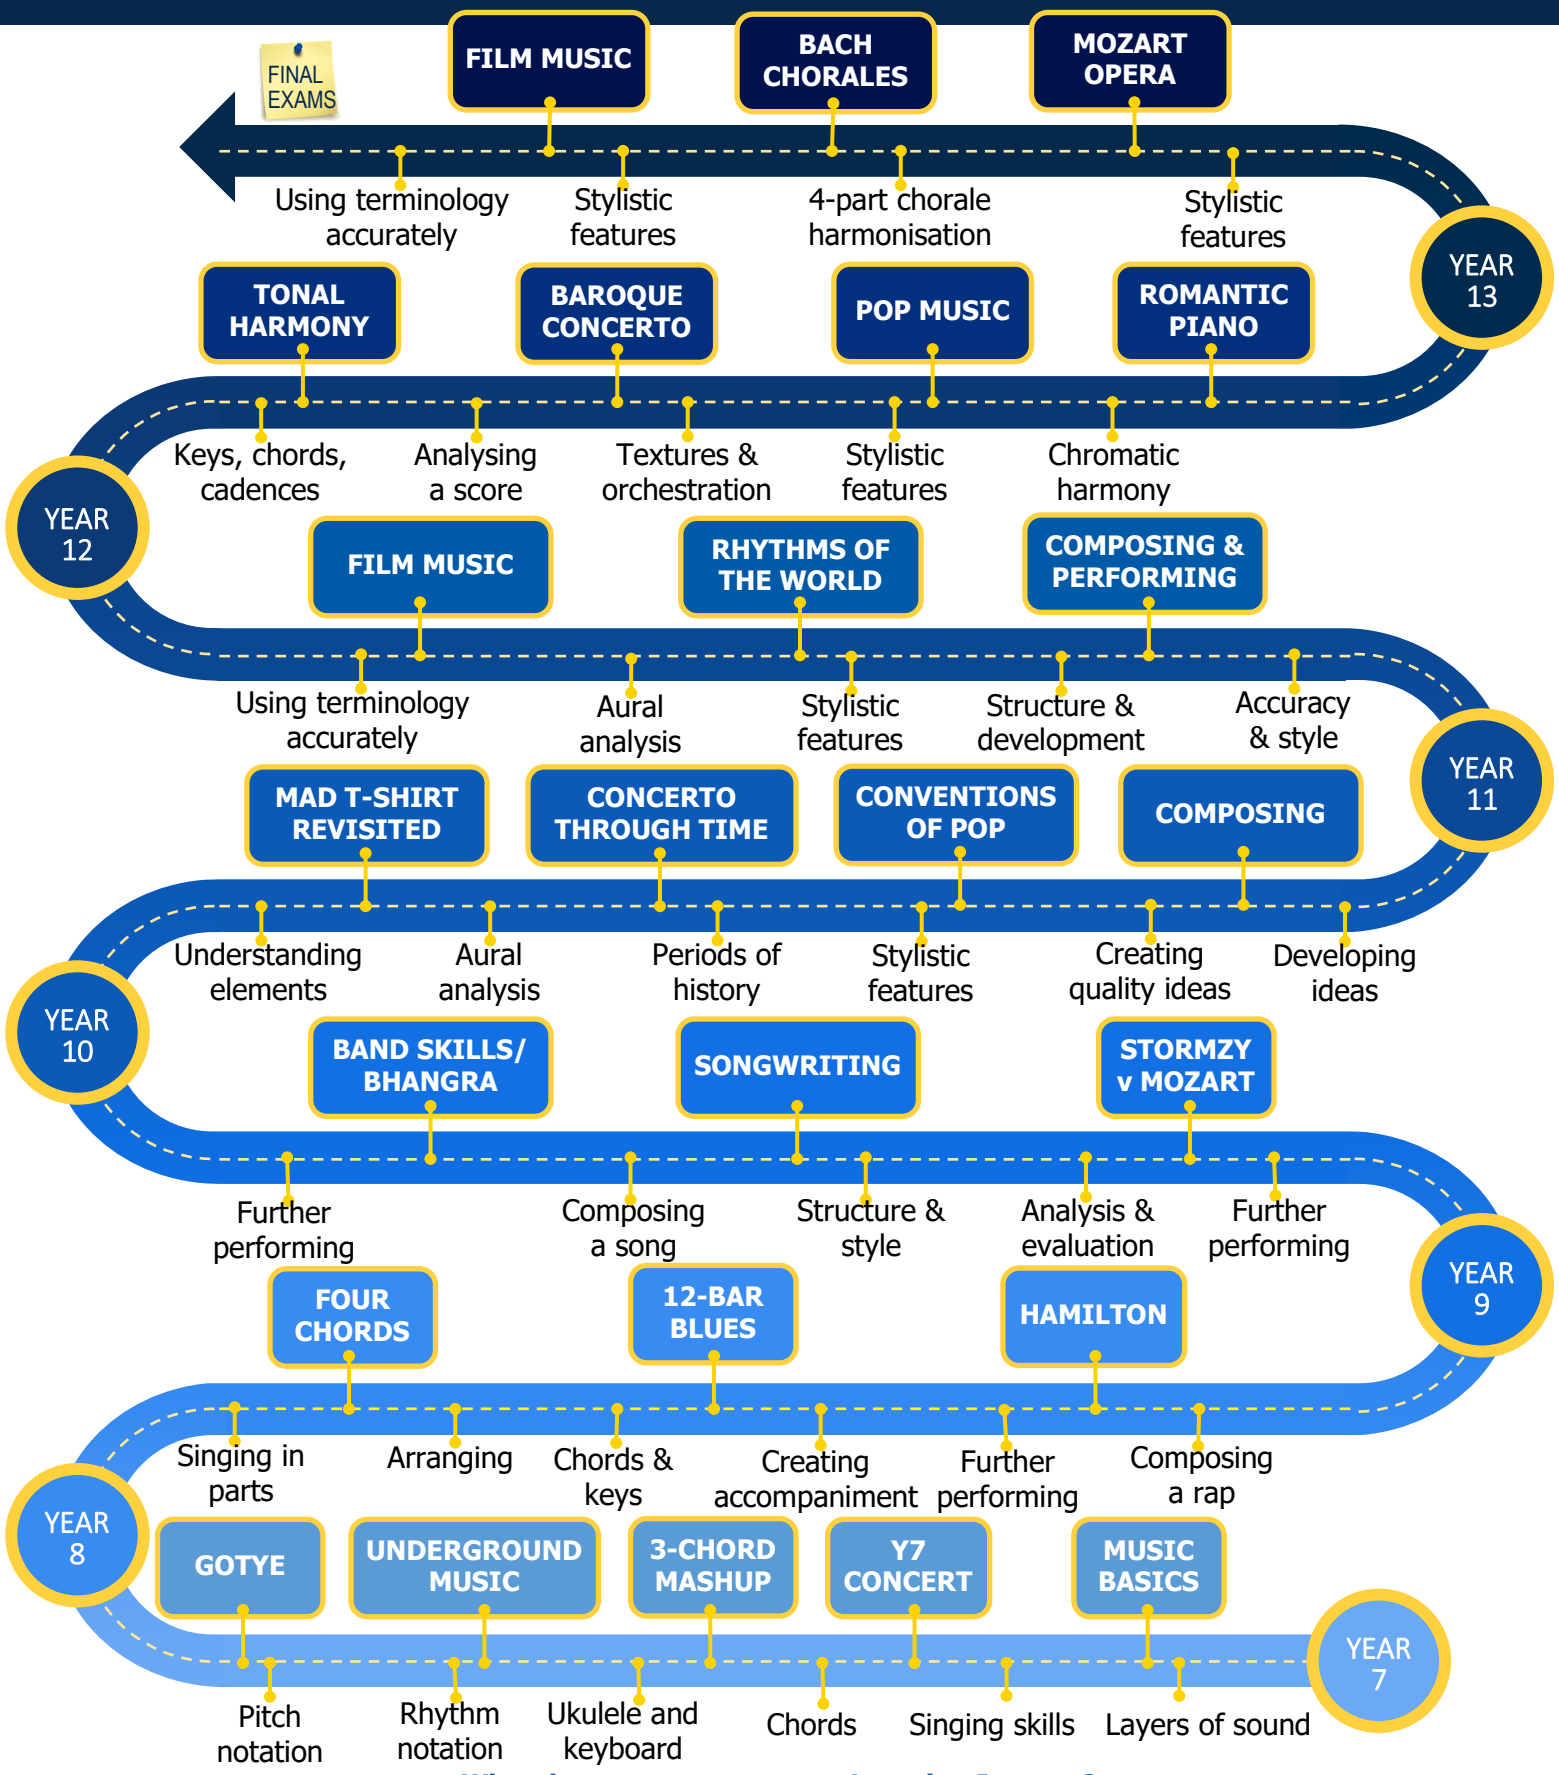 FINAL
EXAMS
FILM MUSIC
BACH
CHORALES
MOZART
OPERA
Using terminology
accurately
Stylistic
features
4-part chorale
harmonisation
Stylistic
features
YEAR
13
TONAL
HARMONY
BAROQUE
CONCERTO
POP MUSIC
ROMANTIC
PIANO
Keys, chords,
cadences
Analysing
a score
Textures &
orchestration
Stylistic
features
Chromatic
harmony
YEAR
12
FILM MUSIC
RHYTHMS OF
THE WORLD
COMPOSING &
PERFORMING
Using terminology
accurately
Aural
analysis
Stylistic
features
Structure &
development
Accuracy
& style
YEAR
11
MAD T-SHIRT
REVISITED
CONCERTO
THROUGH TIME
CONVENTIONS
OF POP
COMPOSING
Understanding
elements
Aural
analysis
Periods of
history
Stylistic
features
Creating
quality ideas
Developing
ideas
YEAR
10
BAND SKILLS/
BHANGRA
SONGWRITING
STORMZY
v MOZART
Further
performing
Composing
a song
Structure &
style
Analysis &
evaluation
Further
performing
YEAR
9
FOUR
CHORDS
12-BAR
BLUES
HAMILTON
Singing in
parts
Arranging
Chords &
keys
Creating
accompaniment
Further
performing
Composing
a rap
YEAR
8
GOTYE
UNDERGROUND
MUSIC
3-CHORD
MASHUP
Y7
CONCERT
MUSIC
BASICS
YEAR
7
Pitch
notation
Rhythm
notation
Ukulele and
keyboard
Chords
Singing skills
Layers of sound